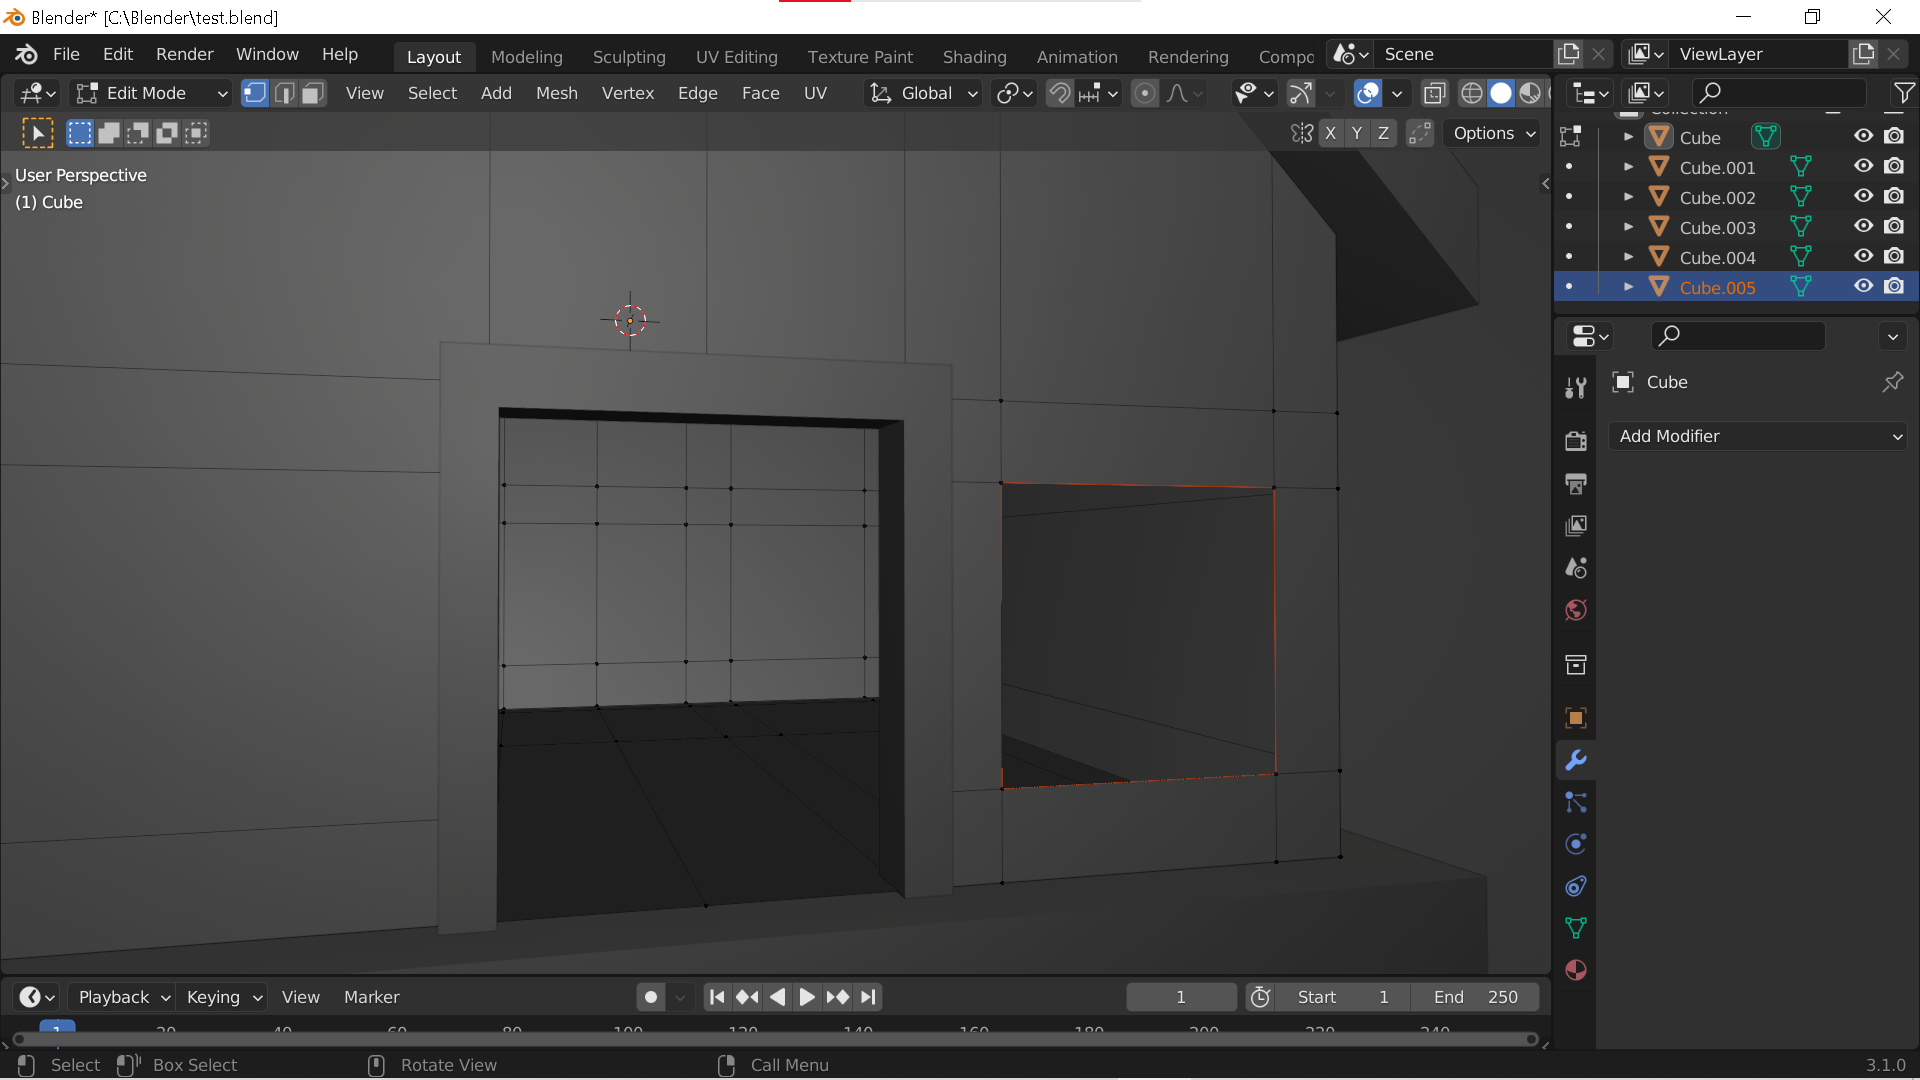 Blender* [C:\Blender\test.blend]
File Edit Render Window Help Layout Modeling Sculpting UV Editing Texture Paint Shading Animation Rendering Compo Scene ViewLayer
Edit Mode View Select Add Mesh Vertex Edge Face UV Global
X Y Z Options
Collection
User Perspective
(1) Cube
Cube
Cube.001
Cube.002
Cube.003
Cube.004
Cube.005
Cube
Add Modifier
Playback Keying View Marker 1 Start 1 End 250
1 20 40 60 80 100 120 140 160 180 200 220 240
Select Box Select Rotate View Call Menu 3.1.0